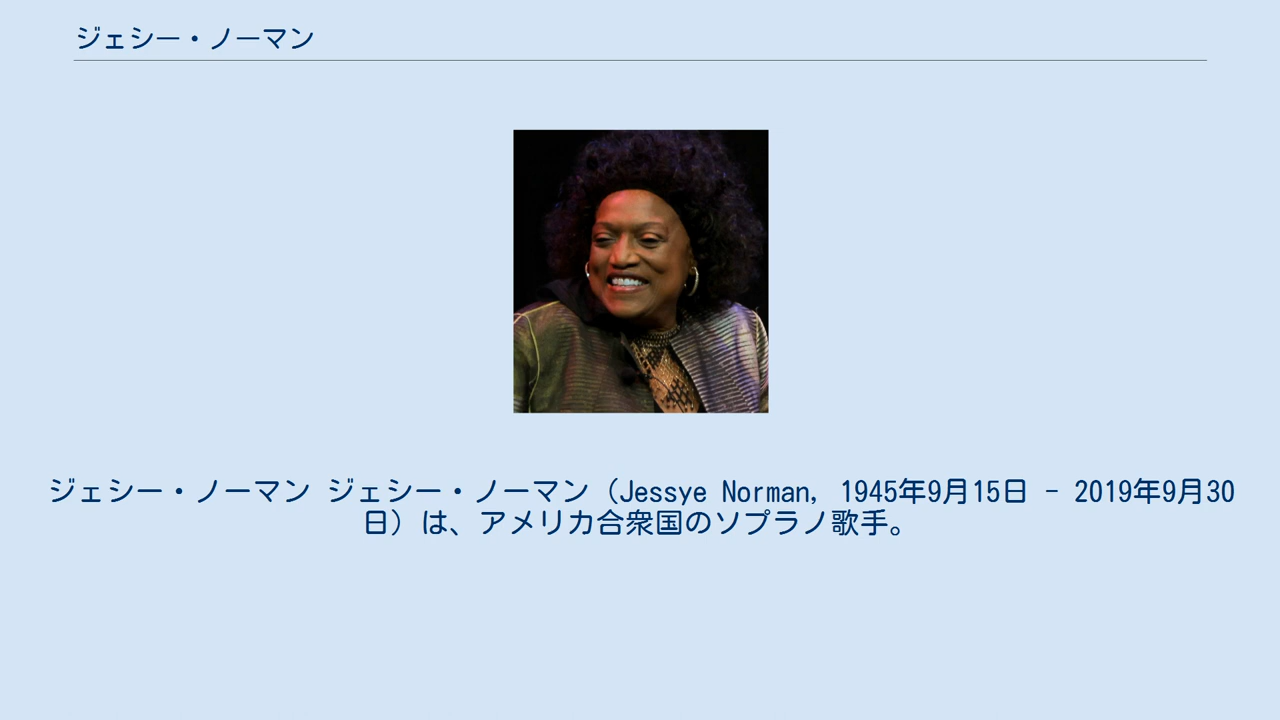 ジェシー・ノーマン
ジェシー・ノーマン ジェシー・ノーマン（Jessye Norman, 1945年9月15日 - 2019年9月30
日）は、アメリカ合衆国のソプラノ歌手。